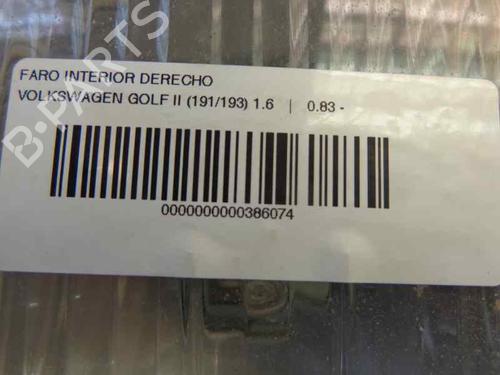 FARO INTERIOR DERECHO
VOLKSWAGEN GOLF II (191/193) 1.6 | 0.83 -
0000000000386074
B-PARTS